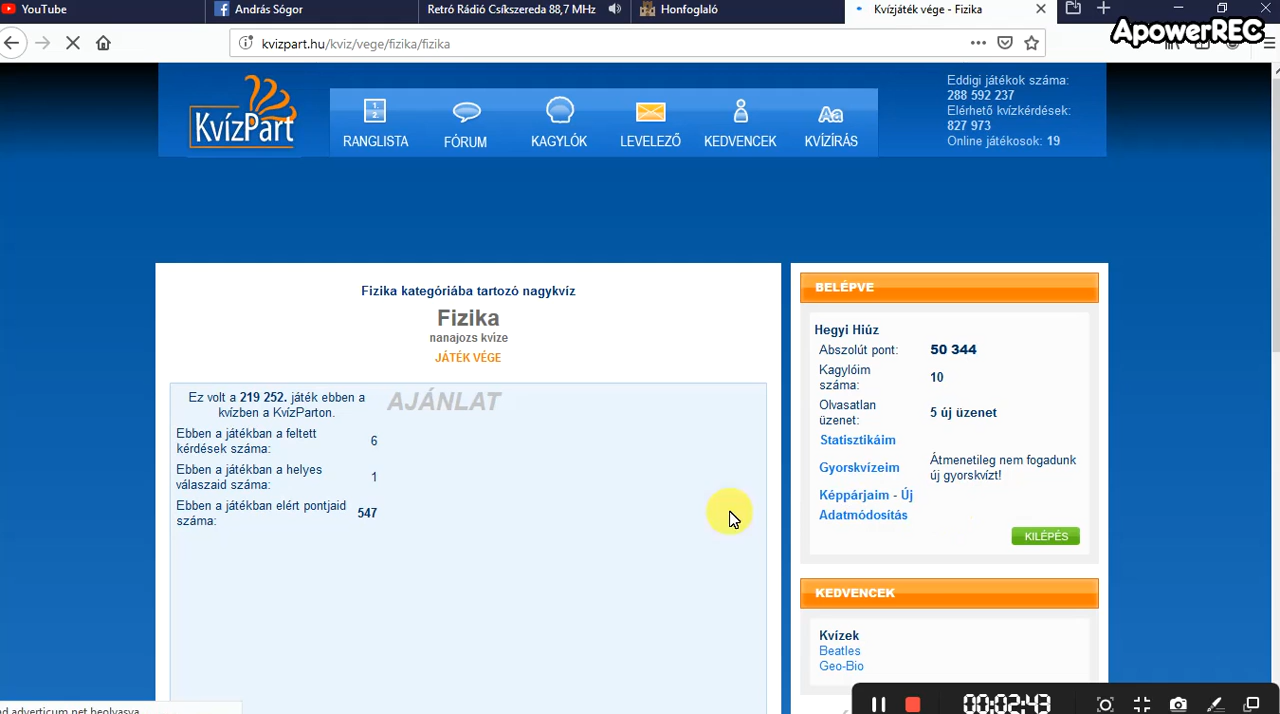 YouTube
András Sógor
Retró Rádió Csíkszereda 88,7 MHz
Honfoglaló
Kvízjáték vége - Fizika
ApowerREC
kvizpart.hu/kviz/vege/fizika/fizika
KvízPart
RANGLISTA
FÓRUM
KAGYLÓK
LEVELEZŐ
KEDVENCEK
Aa
KVÍZÍRÁS
Eddigi játékok száma:
288 592 237
Elérhető kvízkérdések:
827 973
Online játékosok: 19
Fizika kategóriába tartozó nagykvíz
Fizika
nanajozs kvíze
JÁTÉK VÉGE
Ez volt a 219 252. játék ebben a
kvízben a KvízParton.
AJÁNLAT
Ebben a játékban a feltett
kérdések száma: 6
Ebben a játékban a helyes
válaszaid száma: 1
Ebben a játékban elért pontjaid
száma: 547
BELÉPVE
Hegyi Hiúz
Abszolút pont: 50 344
Kagylóim
száma: 10
Olvasatlan
üzenet: 5 új üzenet
Statisztikáim
Gyorskvízeim
Átmenetileg nem fogadunk
új gyorskvízt!
Képpárjaim - Új
Adatmódosítás
KILÉPÉS
KEDVENCEK
Kvízek
Beatles
Geo-Bio
00:02:43